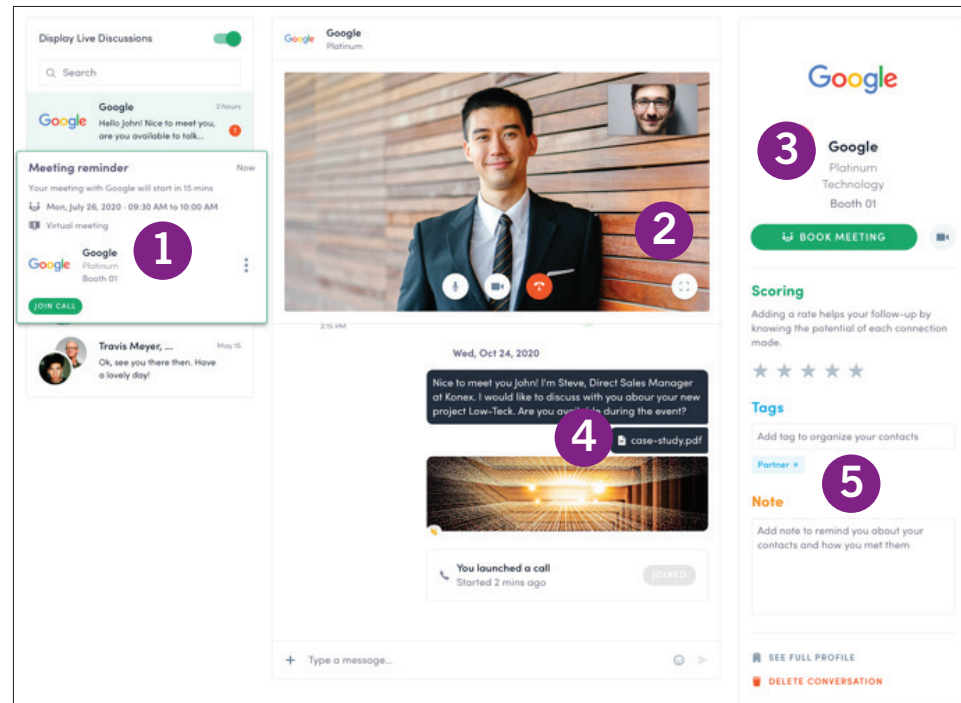 Display Live Discussions
Search
Google
Google
2 hours
Hello John! Nice to meet you,
are you available to talk...
1
Meeting reminder
Now
Your meeting with Google will start in 15 mins
Mon, July 26, 2020 - 09:30 AM to 10:00 AM
Virtual meeting
1
Google
Google
Platinum
Booth 01
JOIN CALL
Travis Meyer, ...
May 15
Ok, see you there then. Have
a lovely day!
Google
Google
Platinum
2
2:15 PM
Wed, Oct 24, 2020
Nice to meet you John! I'm Steve, Direct Sales Manager
at Konex. I would like to discuss with you abour your new
project Low-Teck. Are you available during the event?
4
case-study.pdf
You launched a call
Started 2 mins ago
JOINED
Type a message...
Google
3
Google
Platinum
Technology
Booth 01
BOOK MEETING
Scoring
Adding a rate helps your follow-up by
knowing the potential of each connection
made.
Tags
Add tag to organize your contacts
Partner ×
5
Note
Add note to remind you about your
contacts and how you met them
SEE FULL PROFILE
DELETE CONVERSATION